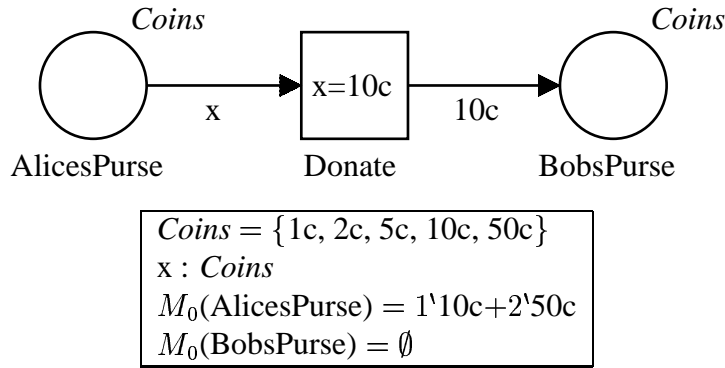 Coins
Coins
x=10c
x
10c
AlicesPurse
Donate
BobsPurse
Coins = {1c, 2c, 5c, 10c, 50c}
x : Coins
M₀(AlicesPurse) = 1‵10c+2‵50c
M₀(BobsPurse) = ∅